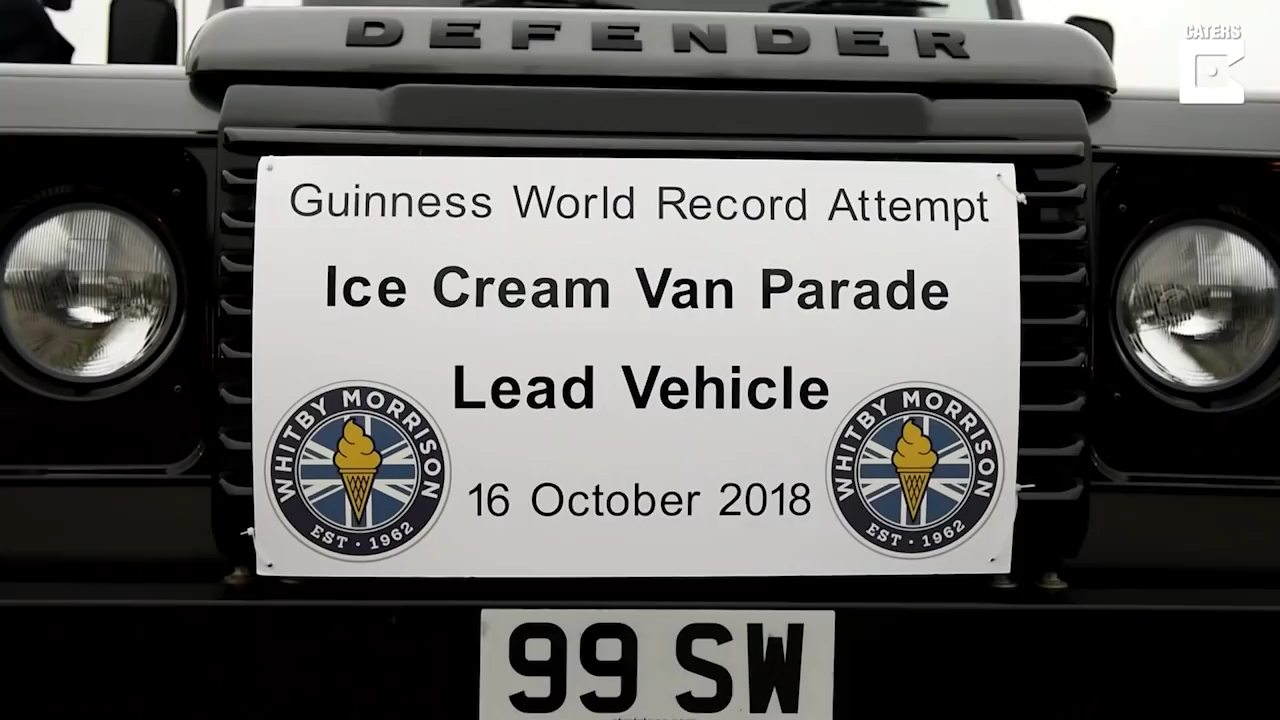 CATERS
DEFENDER
Guinness World Record Attempt
Ice Cream Van Parade
Lead Vehicle
WHITBY MORRISON
EST · 1962
16 October 2018
WHITBY MORRISON
EST · 1962
99 SW